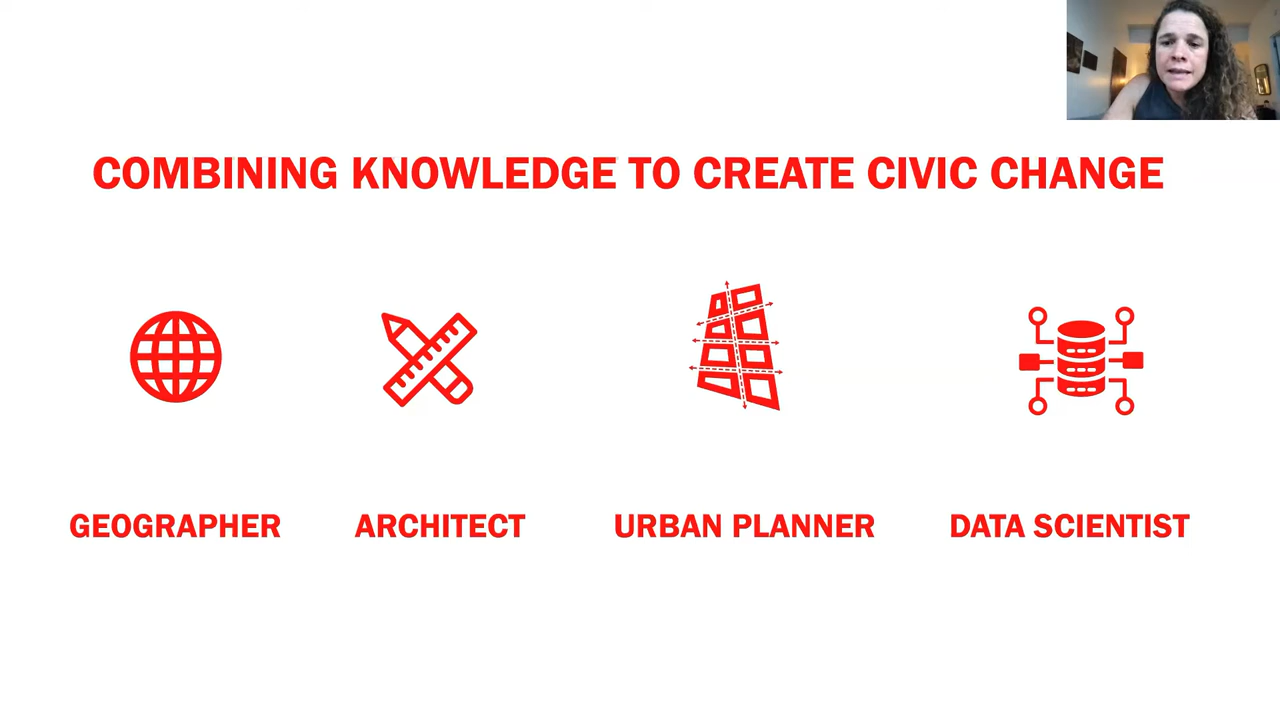 COMBINING KNOWLEDGE TO CREATE CIVIC CHANGE
GEOGRAPHER
ARCHITECT
URBAN PLANNER
DATA SCIENTIST